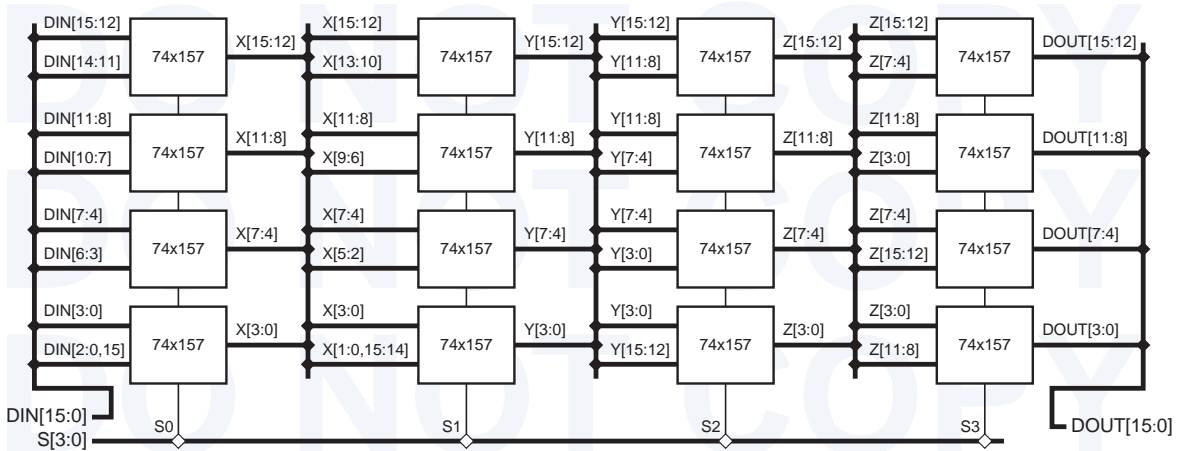 DO NOT COPY
DO NOT COPY
DO NOT COPY
DIN[15:12] 74x157 X[15:12] X[15:12] 74x157 Y[15:12] Y[15:12] 74x157 Z[15:12] Z[15:12] 74x157 DOUT[15:12]
DIN[14:11] X[13:10] Y[11:8] Z[7:4]
DIN[11:8] 74x157 X[11:8] X[11:8] 74x157 Y[11:8] Y[11:8] 74x157 Z[11:8] Z[11:8] 74x157 DOUT[11:8]
DIN[10:7] X[9:6] Y[7:4] Z[3:0]
DIN[7:4] 74x157 X[7:4] X[7:4] 74x157 Y[7:4] Y[7:4] 74x157 Z[7:4] Z[7:4] 74x157 DOUT[7:4]
DIN[6:3] X[5:2] Y[3:0] Z[15:12]
DIN[3:0] 74x157 X[3:0] X[3:0] 74x157 Y[3:0] Y[3:0] 74x157 Z[3:0] Z[3:0] 74x157 DOUT[3:0]
DIN[2:0,15] X[1:0,15:14] Y[15:12] Z[11:8]
DIN[15:0] DOUT[15:0]
S[3:0] S0 S1 S2 S3